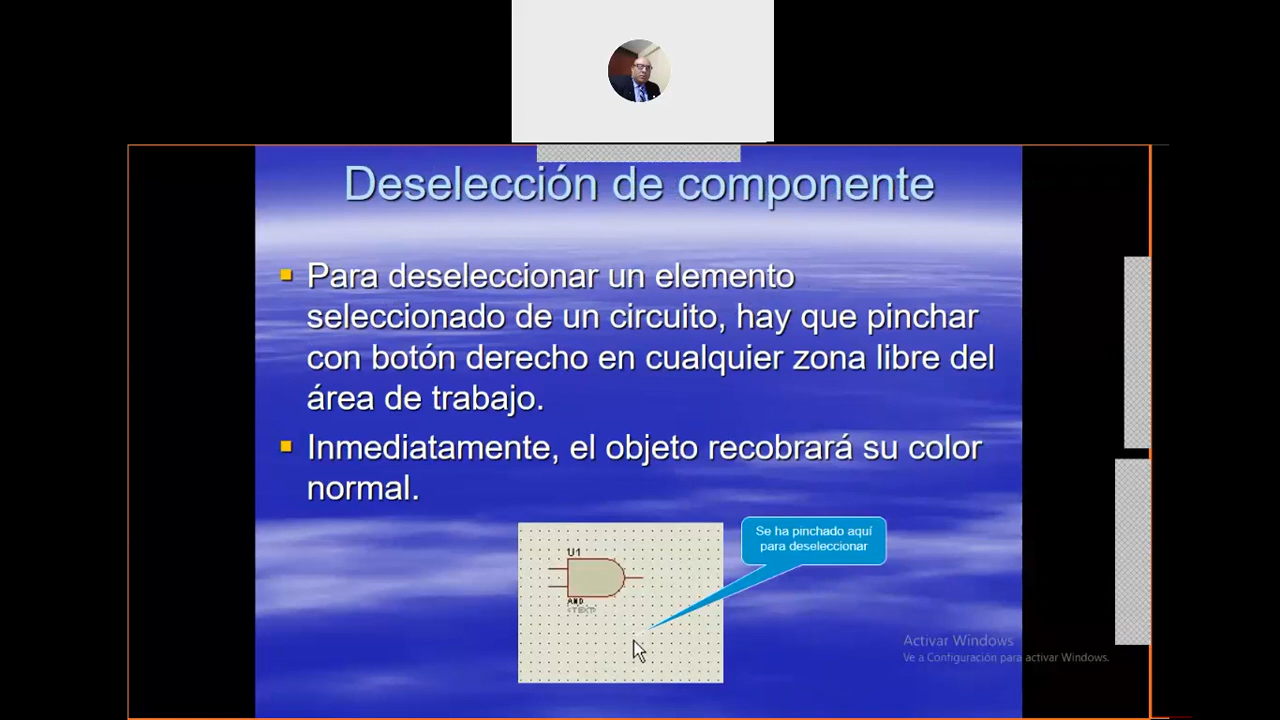 Deselección de componente
Para deseleccionar un elemento
seleccionado de un circuito, hay que pinchar
con botón derecho en cualquier zona libre del
área de trabajo.
Inmediatamente, el objeto recobrará su color
normal.
Se ha pinchado aquí
para deseleccionar
U1
AND
<TEXT>
Activar Windows
Ve a Configuración para activar Windows.